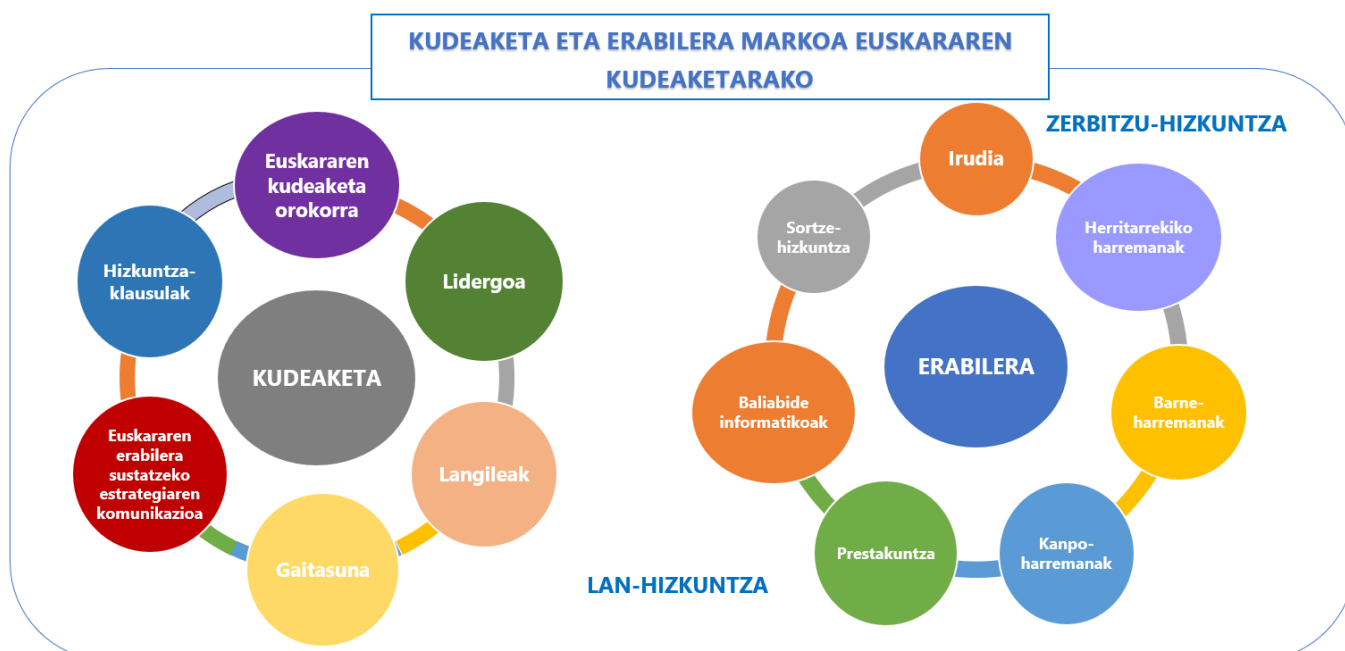 KUDEAKETA ETA ERABILERA MARKOA EUSKARAREN
KUDEAKETARAKO
ZERBITZU-HIZKUNTZA
Euskararen
kudeaketa
orokorra
Lidergoa
Langileak
Gaitasuna
Euskararen
erabilera
sustatzeko
estrategiaren
komunikazioa
Hizkuntza-
klausulak
KUDEAKETA
Irudia
Herritarrekiko
harremanak
Barne-
harremanak
Kanpo-
harremanak
Prestakuntza
Baliabide
informatikoak
Sortze-
hizkuntza
ERABILERA
LAN-HIZKUNTZA